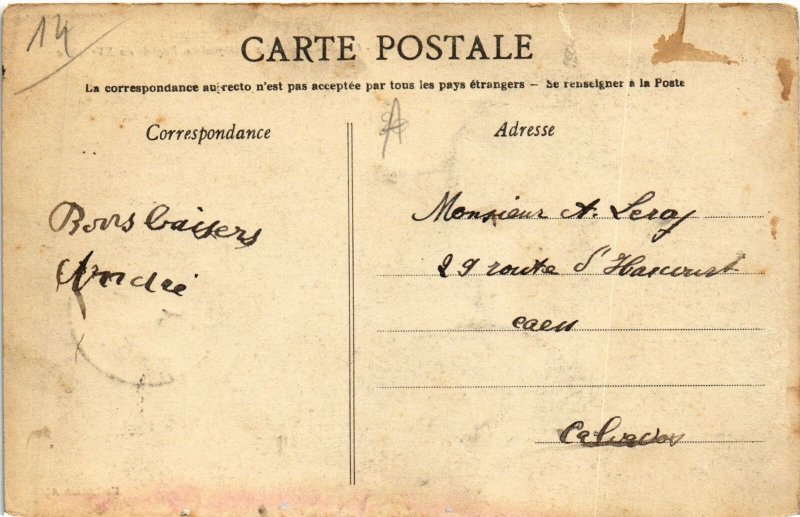 14
CARTE POSTALE
La correspondance au recto n'est pas acceptée par tous les pays étrangers – Se renseigner à la Poste
Correspondance
Adresse
Bons baisers
André
Monsieur A. Leroy
29 route d'Harcourt
Caen
Calvados